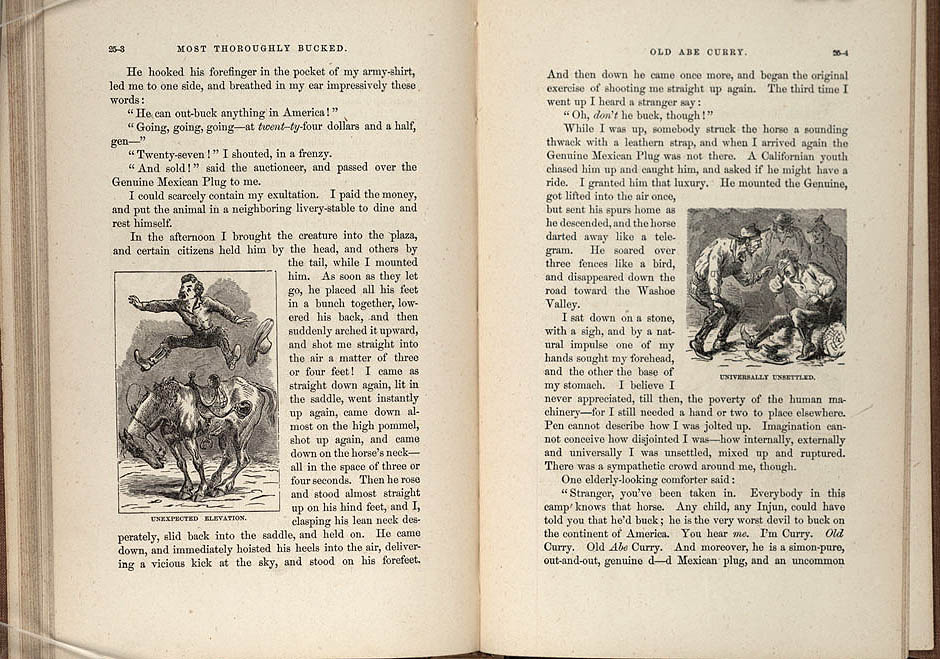 25-3 MOST THOROUGHLY BUCKED.
He hooked his forefinger in the pocket of my army-shirt,
led me to one side, and breathed in my ear impressively these
words:
“He can out-buck anything in America!”
“Going, going, going—at twent-ty-four dollars and a half,
gen—”
“Twenty-seven!” I shouted, in a frenzy.
“And sold!” said the auctioneer, and passed over the
Genuine Mexican Plug to me.
I could scarcely contain my exultation. I paid the money,
and put the animal in a neighboring livery-stable to dine and
rest himself.
In the afternoon I brought the creature into the plaza,
and certain citizens held him by the head, and others by
the tail, while I mounted
him. As soon as they let
go, he placed all his feet
in a bunch together, low-
ered his back, and then
suddenly arched it upward,
and shot me straight into
the air a matter of three
or four feet! I came as
straight down again, lit in
the saddle, went instantly
up again, came down al-
most on the high pommel,
shot up again, and came
down on the horse's neck—
all in the space of three or
four seconds. Then he rose
and stood almost straight
up on his hind feet, and I,
clasping his lean neck des-
UNEXPECTED ELEVATION.
perately, slid back into the saddle, and held on. He came
down, and immediately hoisted his heels into the air, deliver-
ing a vicious kick at the sky, and stood on his forefeet.
OLD ABE CURRY. 25-4
And then down he came once more, and began the original
exercise of shooting me straight up again. The third time I
went up I heard a stranger say:
“Oh, don't he buck, though!”
While I was up, somebody struck the horse a sounding
thwack with a leathern strap, and when I arrived again the
Genuine Mexican Plug was not there. A Californian youth
chased him up and caught him, and asked if he might have a
ride. I granted him that luxury. He mounted the Genuine,
got lifted into the air once,
but sent his spurs home as
he descended, and the horse
darted away like a tele-
gram. He soared over
three fences like a bird,
and disappeared down the
road toward the Washoe
Valley.
I sat down on a stone,
with a sigh, and by a nat-
ural impulse one of my
hands sought my forehead,
and the other the base of
my stomach. I believe I
UNIVERSALLY UNSETTLED.
never appreciated, till then, the poverty of the human ma-
chinery—for I still needed a hand or two to place elsewhere.
Pen cannot describe how I was jolted up. Imagination can-
not conceive how disjointed I was—how internally, externally
and universally I was unsettled, mixed up and ruptured.
There was a sympathetic crowd around me, though.
One elderly-looking comforter said:
“Stranger, you've been taken in. Everybody in this
camp knows that horse. Any child, any Injun, could have
told you that he'd buck; he is the very worst devil to buck on
the continent of America. You hear me. I'm Curry. Old
Curry. Old Abe Curry. And moreover, he is a simon-pure,
out-and-out, genuine d—d Mexican plug, and an uncommon